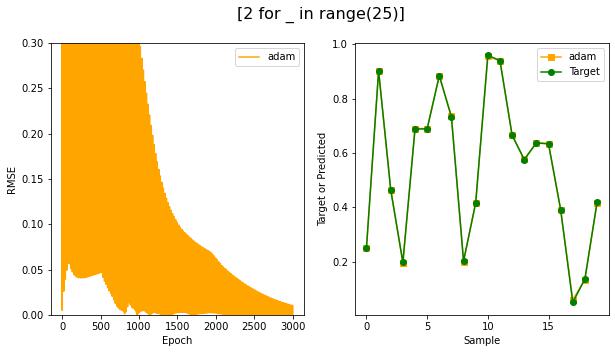 [2 for _ in range(25)]
0.30
0.25
0.20
0.15
0.10
0.05
0.00
RMSE
0
500
1000
1500
2000
2500
3000
Epoch
adam
1.0
0.8
0.6
0.4
0.2
Target or Predicted
0
5
10
15
Sample
adam
Target